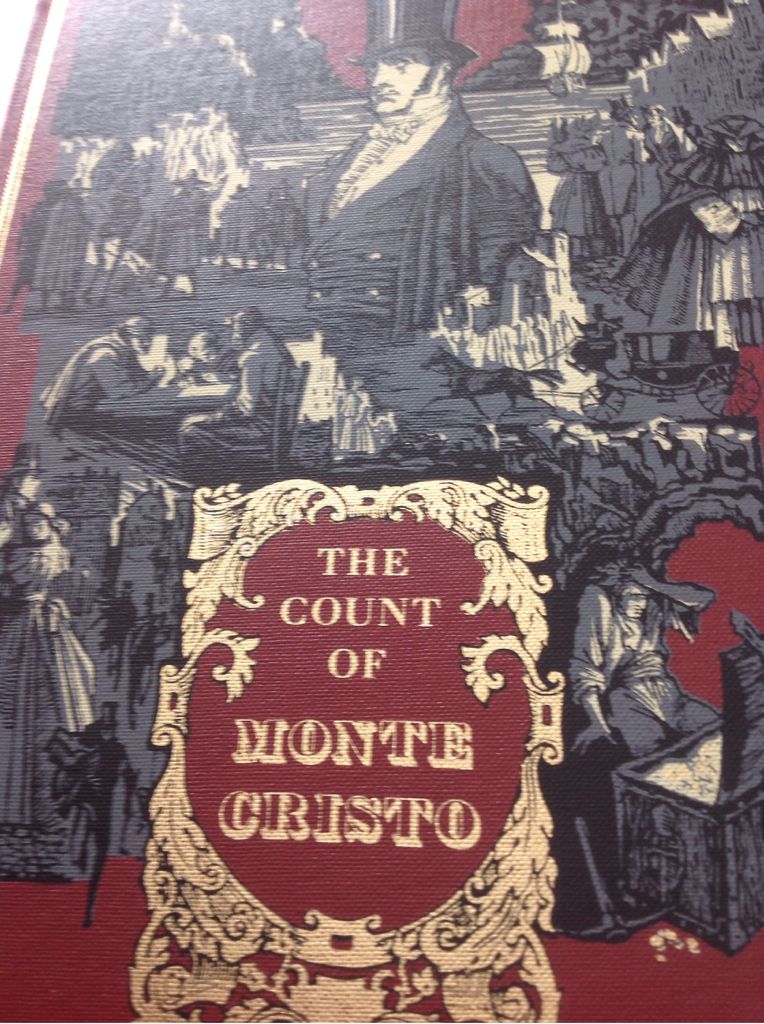 THE
COUNT
OF
MONTE
CRISTO